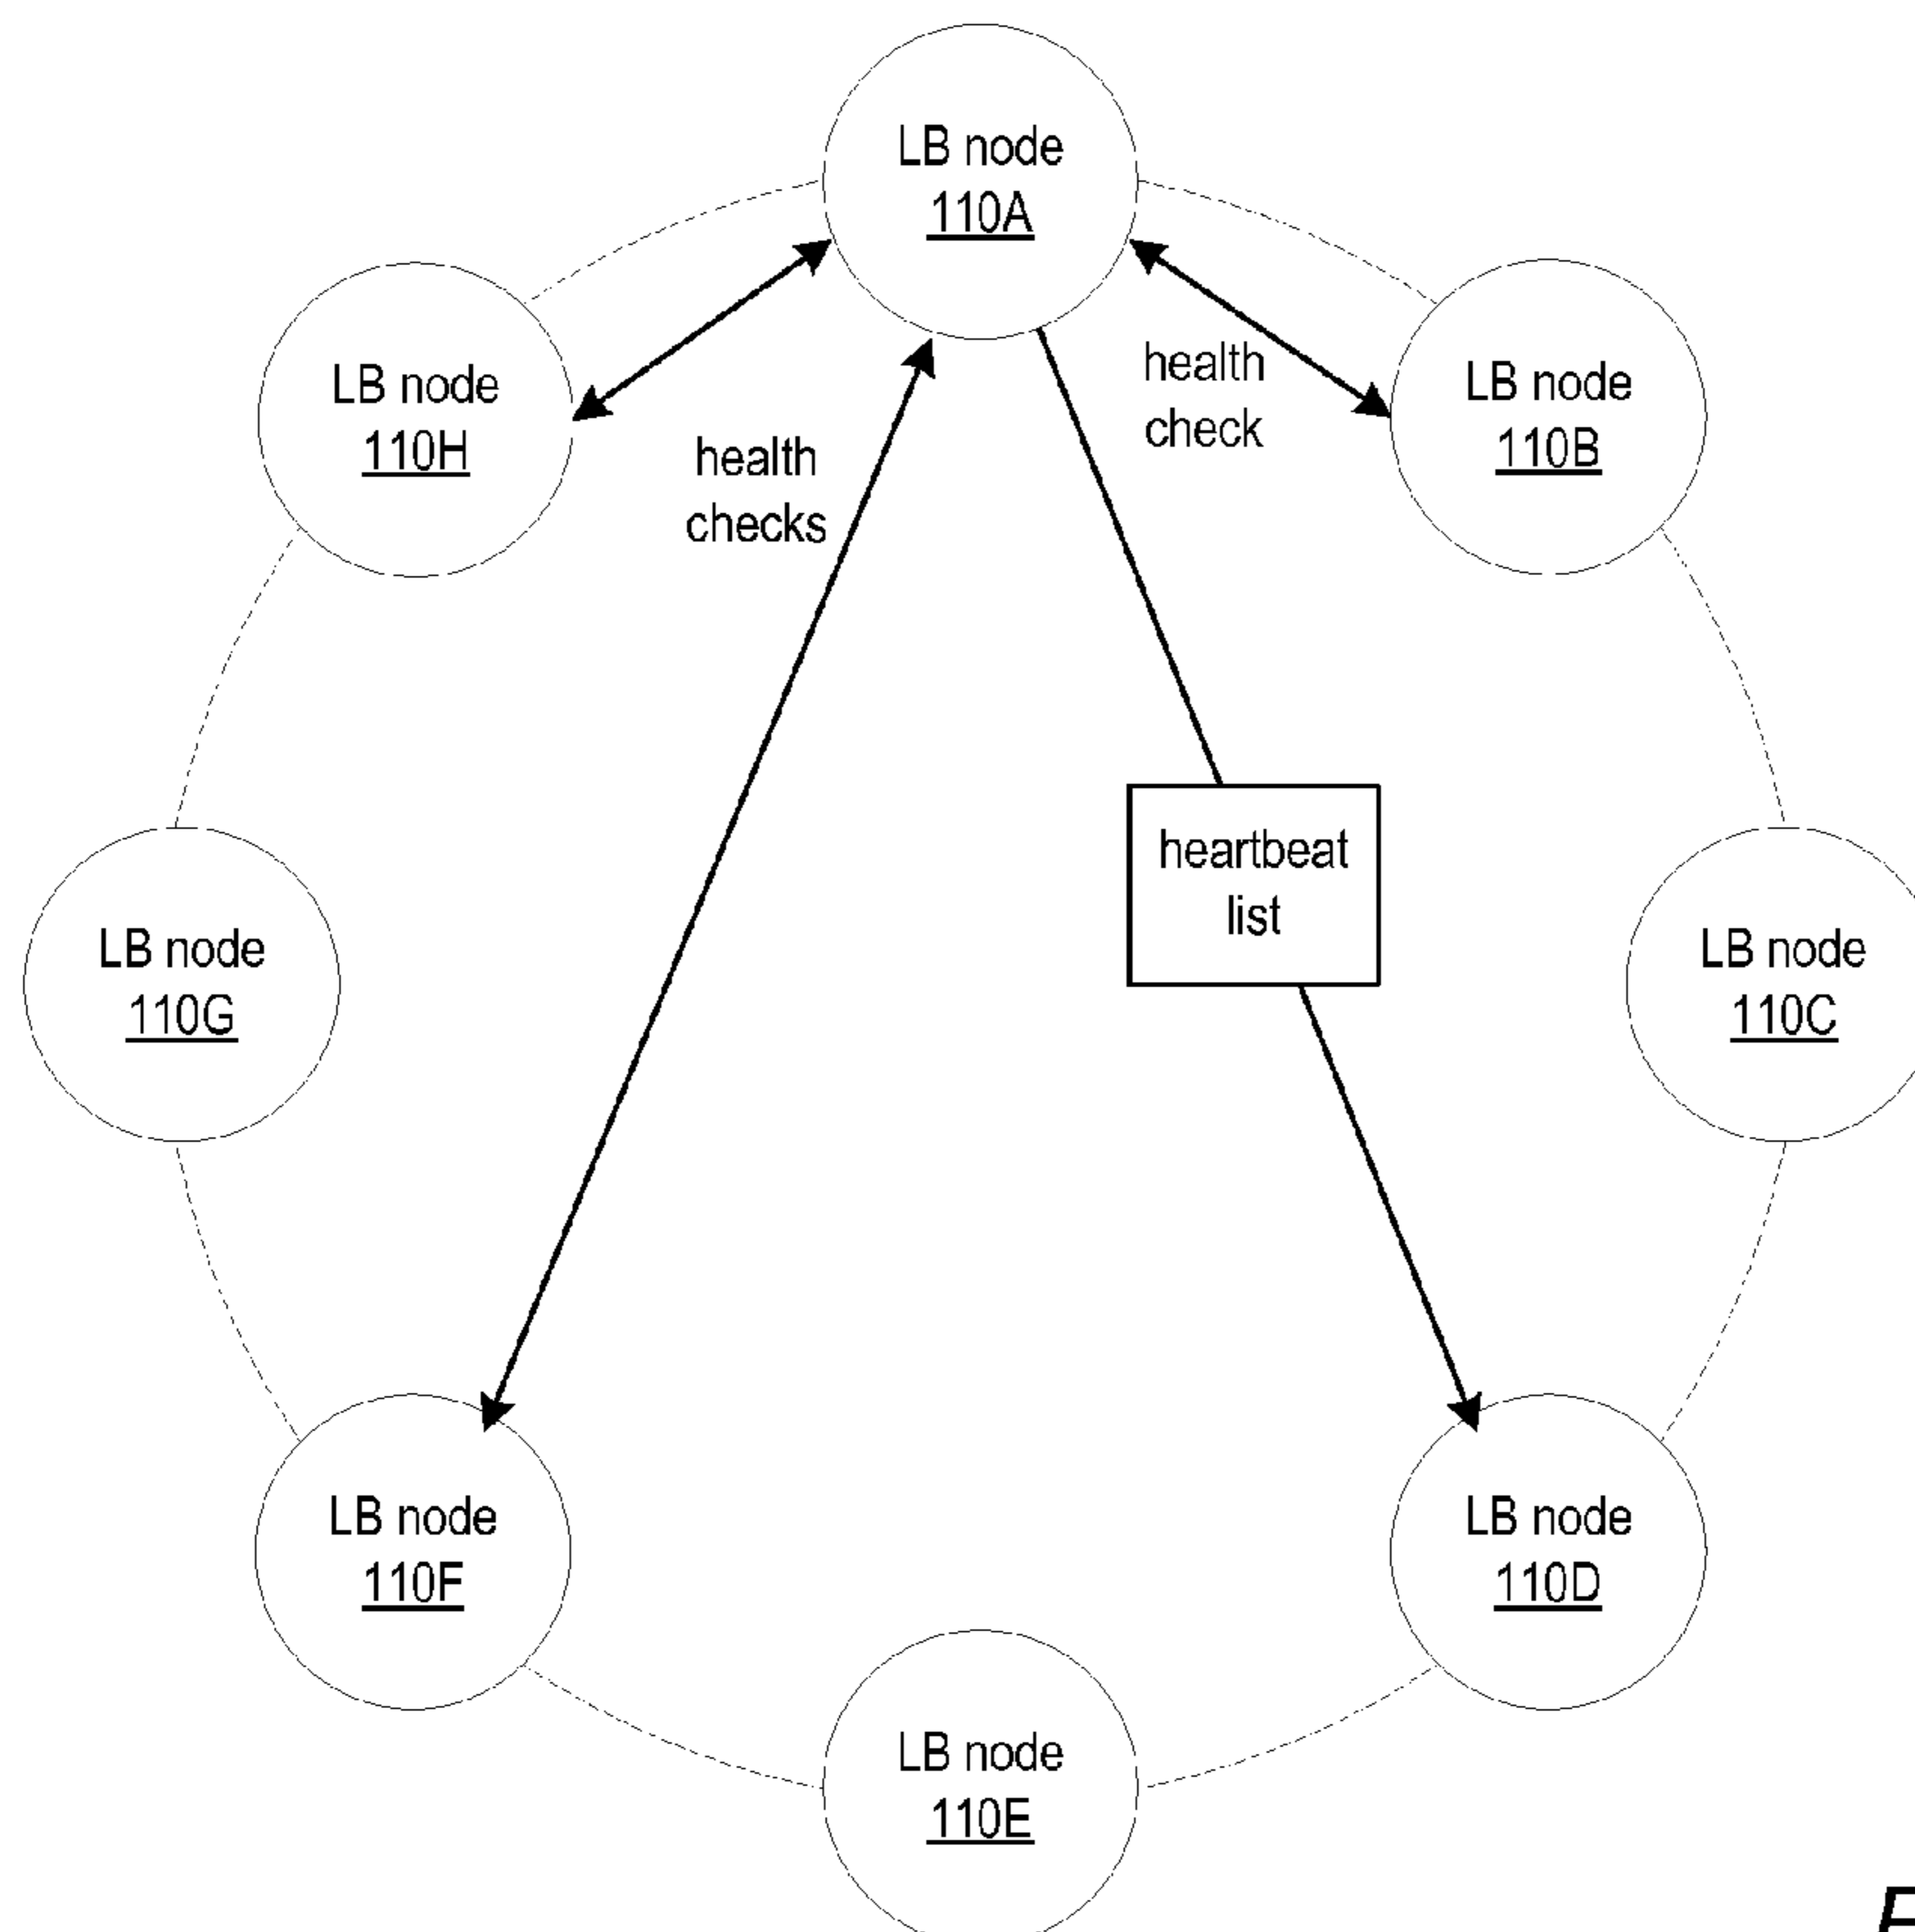 LB node
110A
LB node
110H
health
check
LB node
110B
health
checks
heartbeat
list
LB node
110G
LB node
110C
LB node
110F
LB node
110D
LB node
110E